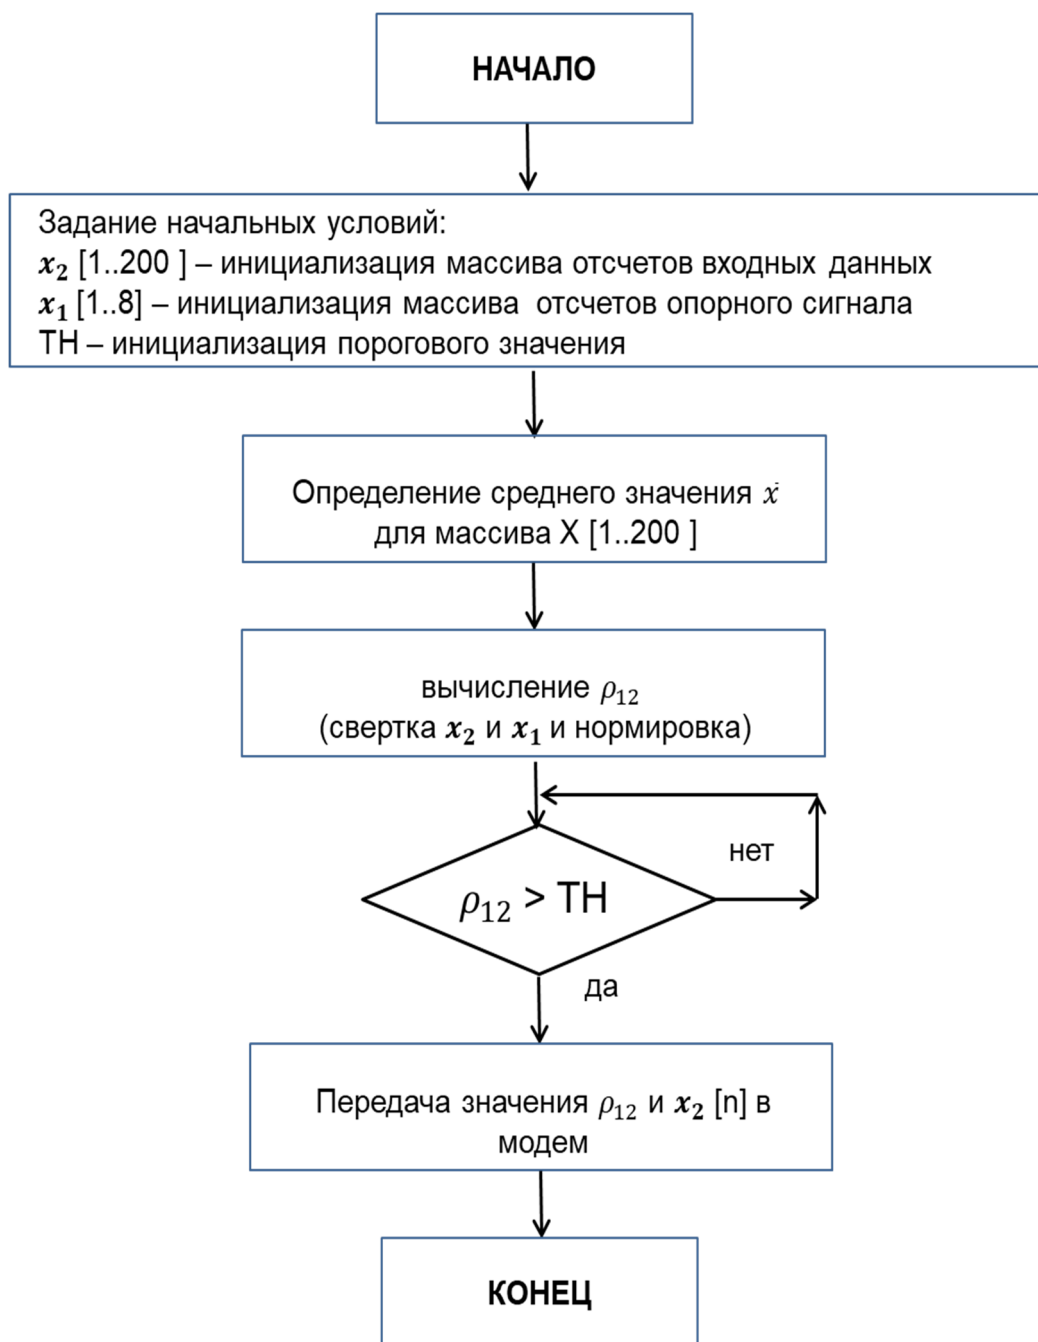 НАЧАЛО
Задание начальных условий:
x₂ [1..200 ] – инициализация массива отсчетов входных данных
x₁ [1..8] – инициализация массива отсчетов опорного сигнала
TH – инициализация порогового значения
Определение среднего значения ẋ
для массива X [1..200 ]
вычисление ρ₁₂
(свертка x₂ и x₁ и нормировка)
нет
ρ₁₂ > TH
да
Передача значения ρ₁₂ и x₂ [n] в
модем
КОНЕЦ